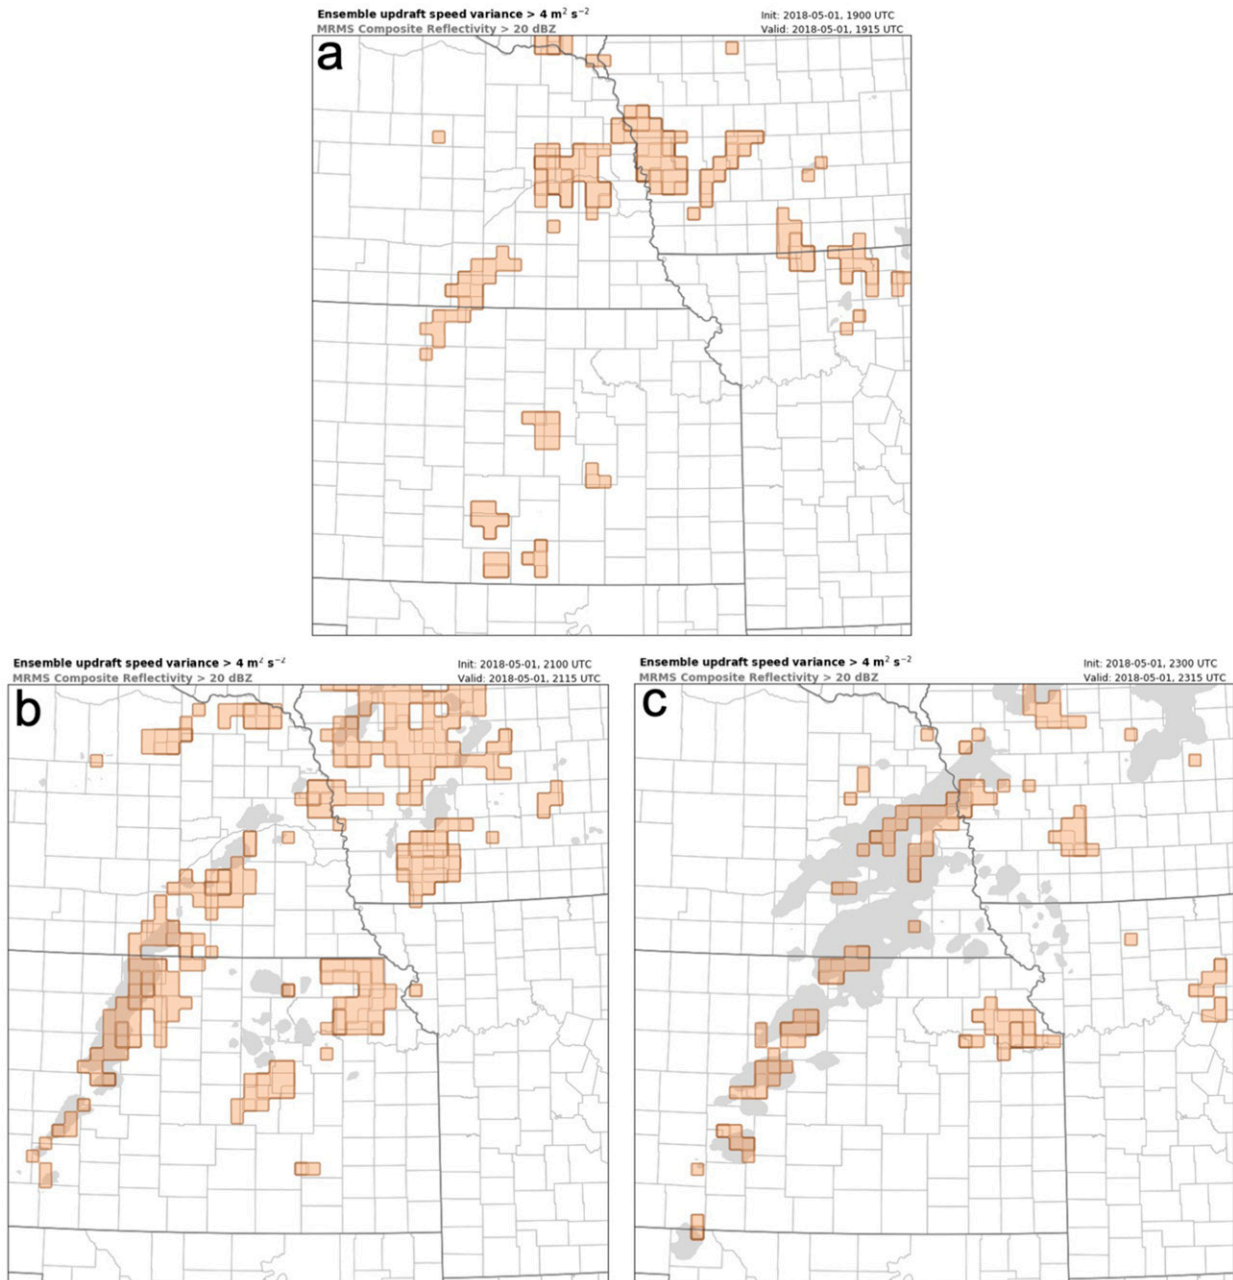 Ensemble updraft speed variance > 4 m² s⁻²
MRMS Composite Reflectivity > 20 dBZ
Init: 2018-05-01, 1900 UTC
Valid: 2018-05-01, 1915 UTC
a
Ensemble updraft speed variance > 4 m² s⁻²
MRMS Composite Reflectivity > 20 dBZ
Init: 2018-05-01, 2100 UTC
Valid: 2018-05-01, 2115 UTC
b
Ensemble updraft speed variance > 4 m² s⁻²
MRMS Composite Reflectivity > 20 dBZ
Init: 2018-05-01, 2300 UTC
Valid: 2018-05-01, 2315 UTC
c